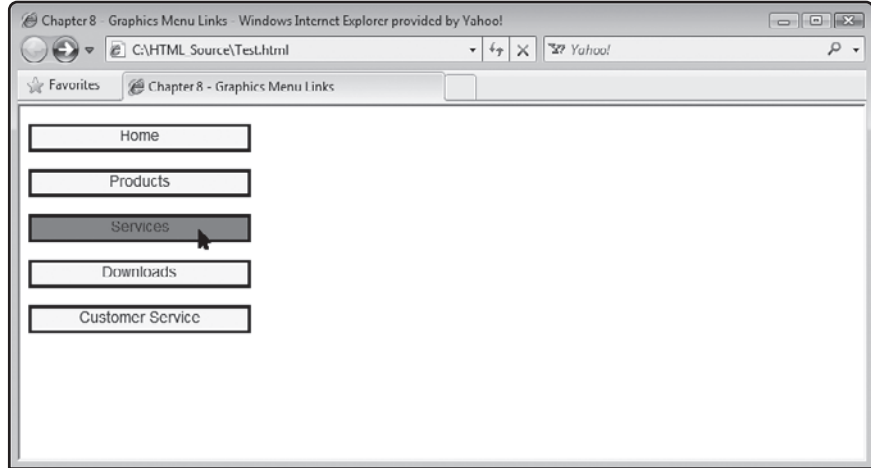 Chapter 8 - Graphics Menu Links - Windows Internet Explorer provided by Yahoo!
C:\HTML_Source\Test.html
Yahoo!
Favorites
Chapter 8 - Graphics Menu Links
Home
Products
Services
Downloads
Customer Service